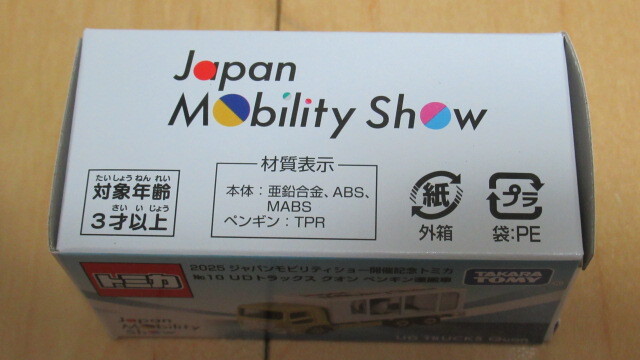 Japan
Mobility Show
たいしょうねんれい
対象年齢
さいいじょう
3才以上
材質表示
本体：亜鉛合金、ABS、
MABS
ペンギン：TPR
紙
外箱
プラ
袋:PE
トミカ
2025 ジャパンモビリティショー開催記念トミカ
No.10 UDトラックス クオン ペンギン運搬車
TAKARA
TOMY
Japan
Mobility
Show
UD TRUCKS Quon